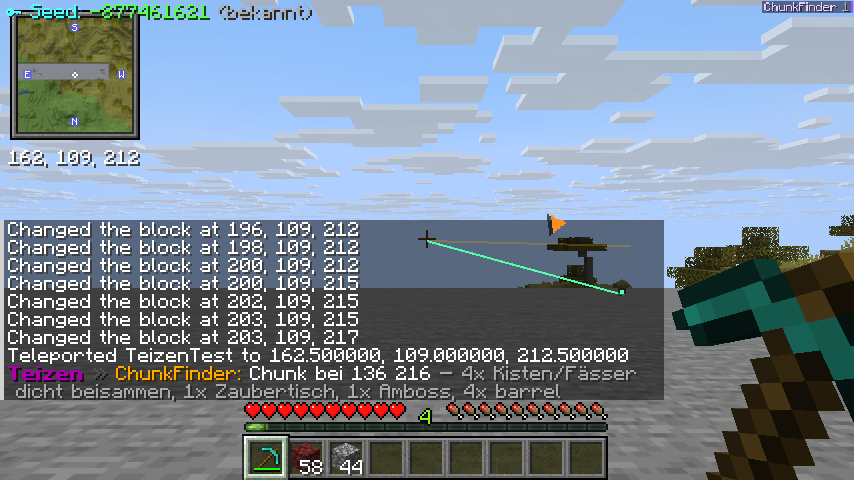 Seed: -877461621 (bekannt)
ChunkFinder 1
S
E
W
N
162, 109, 212
Changed the block at 196, 109, 212
Changed the block at 198, 109, 212
Changed the block at 200, 109, 212
Changed the block at 200, 109, 215
Changed the block at 202, 109, 215
Changed the block at 203, 109, 215
Changed the block at 203, 109, 217
Teleported TeizenTest to 162.500000, 109.000000, 212.500000
Teizen » ChunkFinder: Chunk bei 136 216 – 4x Kisten/Fässer
dicht beisammen, 1x Zaubertisch, 1x Amboss, 4x barrel
4
58
44